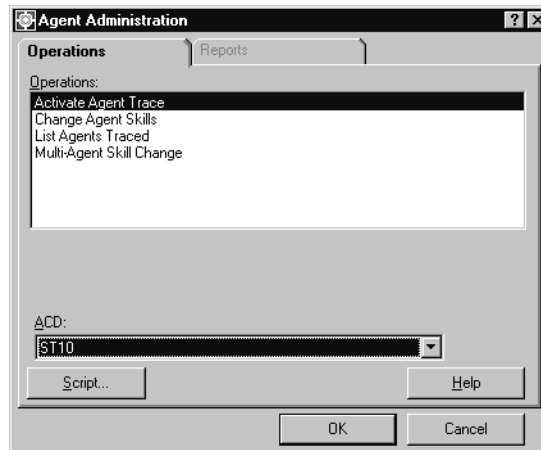 Agent Administration
Operations
Reports
Operations:
Activate Agent Trace
Change Agent Skills
List Agents Traced
Multi-Agent Skill Change
ACD:
ST10
Script...
Help
OK
Cancel